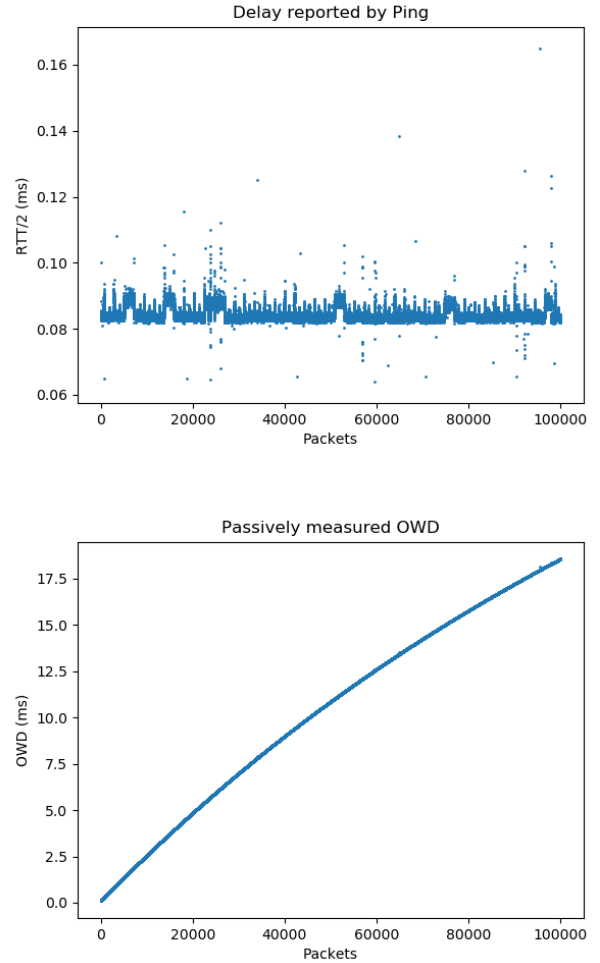 Delay reported by Ping
0.16
0.14
0.12
0.10
0.08
0.06
RTT/2 (ms)
0 20000 40000 60000 80000 100000
Packets
Passively measured OWD
17.5
15.0
12.5
10.0
7.5
5.0
2.5
0.0
OWD (ms)
0 20000 40000 60000 80000 100000
Packets